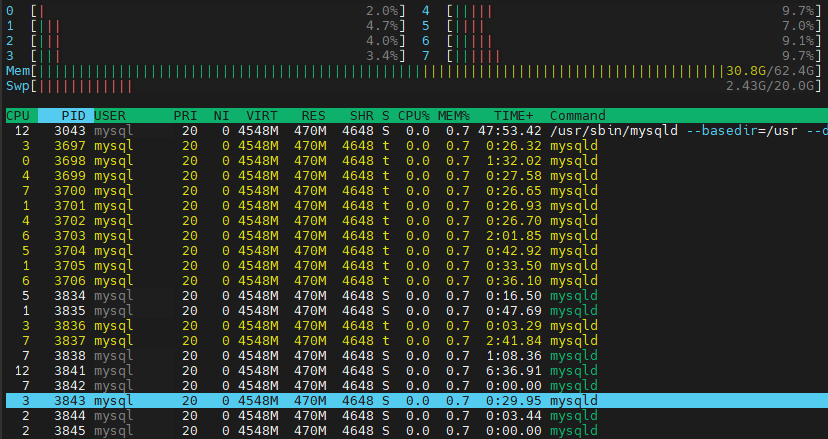 0 [| 2.0%] 4 [||||| 9.7%]
1 [||| 4.7%] 5 [|||| 7.0%]
2 [||| 4.0%] 6 [||||| 9.1%]
3 [||| 3.4%] 7 [|||||| 9.7%]
Mem[||||||||||||||||||||||||||||||||||||||||||||||||||||||||||||||||||||||||||||||||||||||||30.8G/62.4G]
Swp[|||||||||||| 2.43G/20.0G]
CPU PID USER PRI NI VIRT RES SHR S CPU% MEM% TIME+ Command
12 3043 mysql 20 0 4548M 470M 4648 S 0.0 0.7 47:53.42 /usr/sbin/mysqld --basedir=/usr --d
3 3697 mysql 20 0 4548M 470M 4648 t 0.0 0.7 0:26.32 mysqld
0 3698 mysql 20 0 4548M 470M 4648 t 0.0 0.7 1:32.02 mysqld
4 3699 mysql 20 0 4548M 470M 4648 t 0.0 0.7 0:27.58 mysqld
7 3700 mysql 20 0 4548M 470M 4648 t 0.0 0.7 0:26.65 mysqld
1 3701 mysql 20 0 4548M 470M 4648 t 0.0 0.7 0:26.93 mysqld
4 3702 mysql 20 0 4548M 470M 4648 t 0.0 0.7 0:26.70 mysqld
6 3703 mysql 20 0 4548M 470M 4648 t 0.0 0.7 2:01.85 mysqld
5 3704 mysql 20 0 4548M 470M 4648 t 0.0 0.7 0:42.92 mysqld
1 3705 mysql 20 0 4548M 470M 4648 t 0.0 0.7 0:33.50 mysqld
6 3706 mysql 20 0 4548M 470M 4648 t 0.0 0.7 0:36.10 mysqld
5 3834 mysql 20 0 4548M 470M 4648 S 0.0 0.7 0:16.50 mysqld
1 3835 mysql 20 0 4548M 470M 4648 S 0.0 0.7 0:47.69 mysqld
3 3836 mysql 20 0 4548M 470M 4648 t 0.0 0.7 0:03.29 mysqld
7 3837 mysql 20 0 4548M 470M 4648 t 0.0 0.7 2:41.84 mysqld
7 3838 mysql 20 0 4548M 470M 4648 S 0.0 0.7 1:08.36 mysqld
12 3841 mysql 20 0 4548M 470M 4648 S 0.0 0.7 6:36.91 mysqld
7 3842 mysql 20 0 4548M 470M 4648 S 0.0 0.7 0:00.00 mysqld
3 3843 mysql 20 0 4548M 470M 4648 S 0.0 0.7 0:29.95 mysqld
2 3844 mysql 20 0 4548M 470M 4648 S 0.0 0.7 0:03.44 mysqld
2 3845 mysql 20 0 4548M 470M 4648 S 0.0 0.7 0:00.00 mysqld